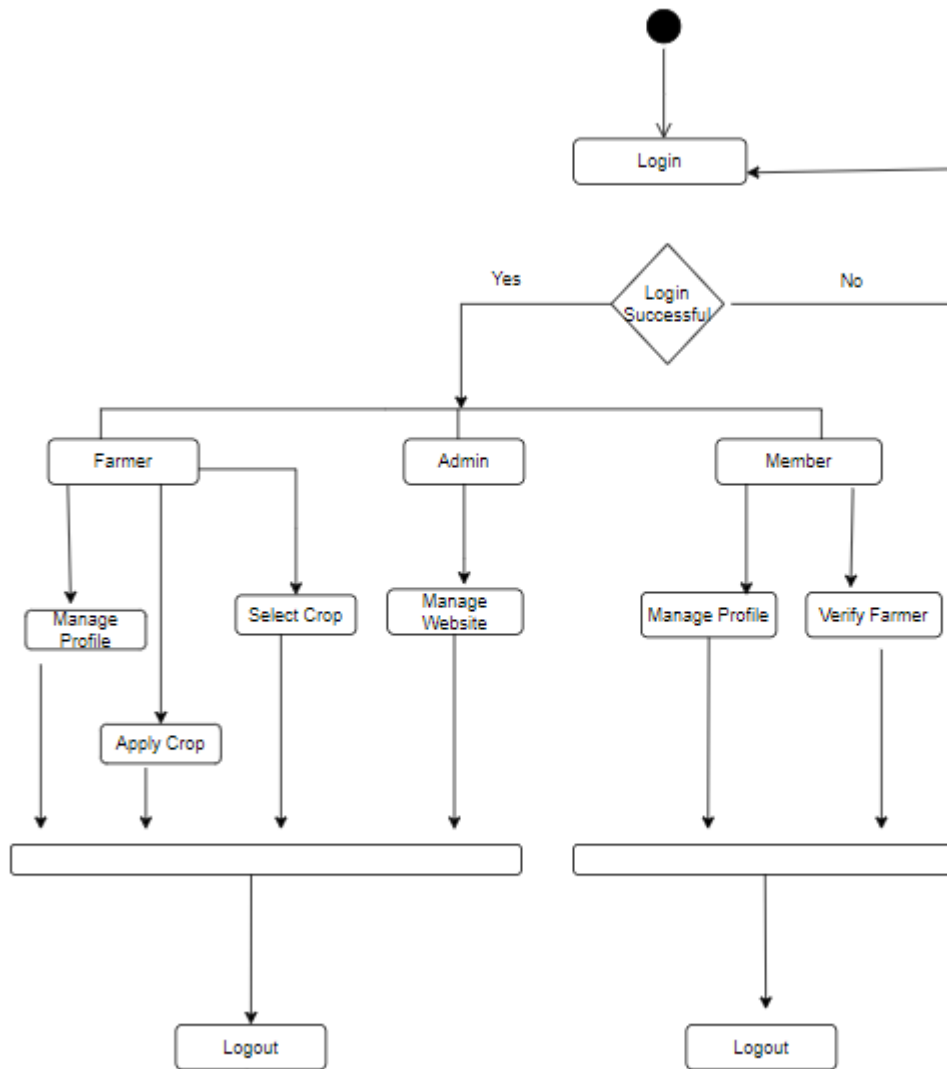 Login
Yes
Login
Successful
No
Farmer
Admin
Member
Manage
Profile
Select Crop
Manage
Website
Manage Profile
Verify Farmer
Apply Crop
Logout
Logout